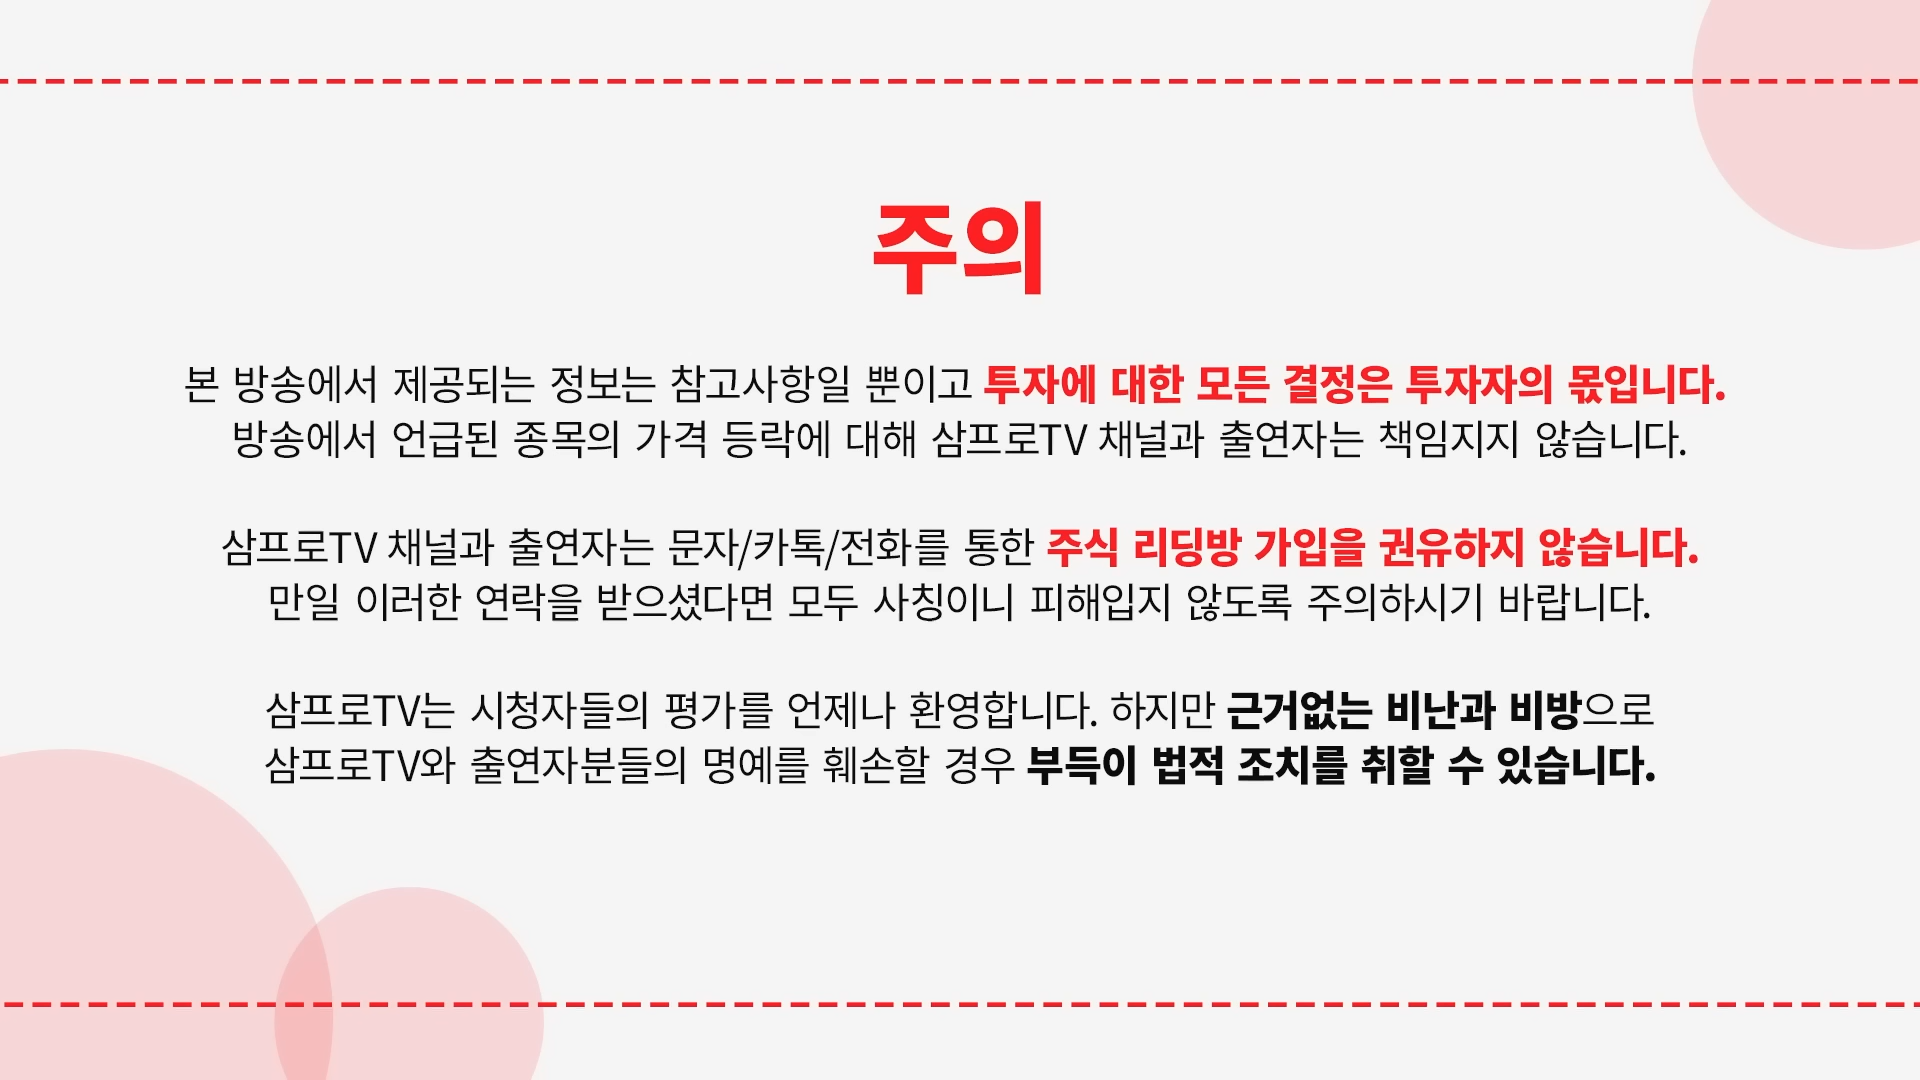 주의
본 방송에서 제공되는 정보는 참고사항일 뿐이고 투자에 대한 모든 결정은 투자자의 몫입니다.
방송에서 언급된 종목의 가격 등락에 대해 삼프로TV 채널과 출연자는 책임지지 않습니다.
삼프로TV 채널과 출연자는 문자/카톡/전화를 통한 주식 리딩방 가입을 권유하지 않습니다.
만일 이러한 연락을 받으셨다면 모두 사칭이니 피해입지 않도록 주의하시기 바랍니다.
삼프로TV는 시청자들의 평가를 언제나 환영합니다. 하지만 근거없는 비난과 비방으로
삼프로TV와 출연자분들의 명예를 훼손할 경우 부득이 법적 조치를 취할 수 있습니다.